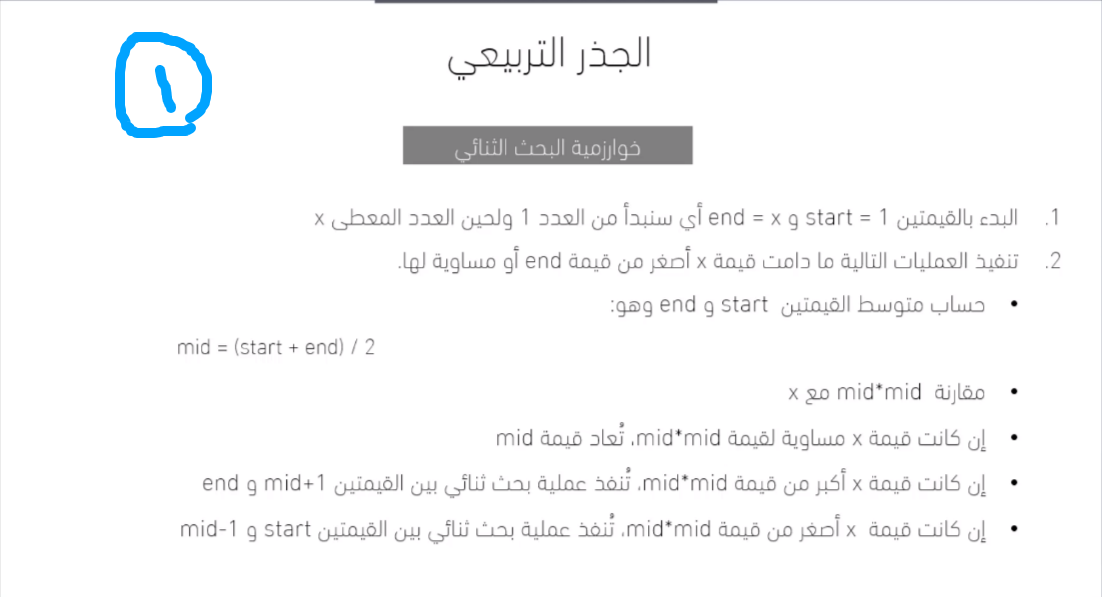 ١
الجذر التربيعي
خوارزمية البحث الثنائي
1. البدء بالقيمتين start = 1 و end = x أي سنبدأ من العدد 1 ولحين العدد المعطى x
2. تنفيذ العمليات التالية ما دامت قيمة x أصغر من قيمة end أو مساوية لها.
• حساب متوسط القيمتين start و end وهو:
mid = (start + end) / 2
• مقارنة mid*mid مع x
• إن كانت قيمة x مساوية لقيمة mid*mid، تُعاد قيمة mid
• إن كانت قيمة x أكبر من قيمة mid*mid، تُنفذ عملية بحث ثنائي بين القيمتين mid+1 و end
• إن كانت قيمة x أصغر من قيمة mid*mid، تُنفذ عملية بحث ثنائي بين القيمتين start و mid-1